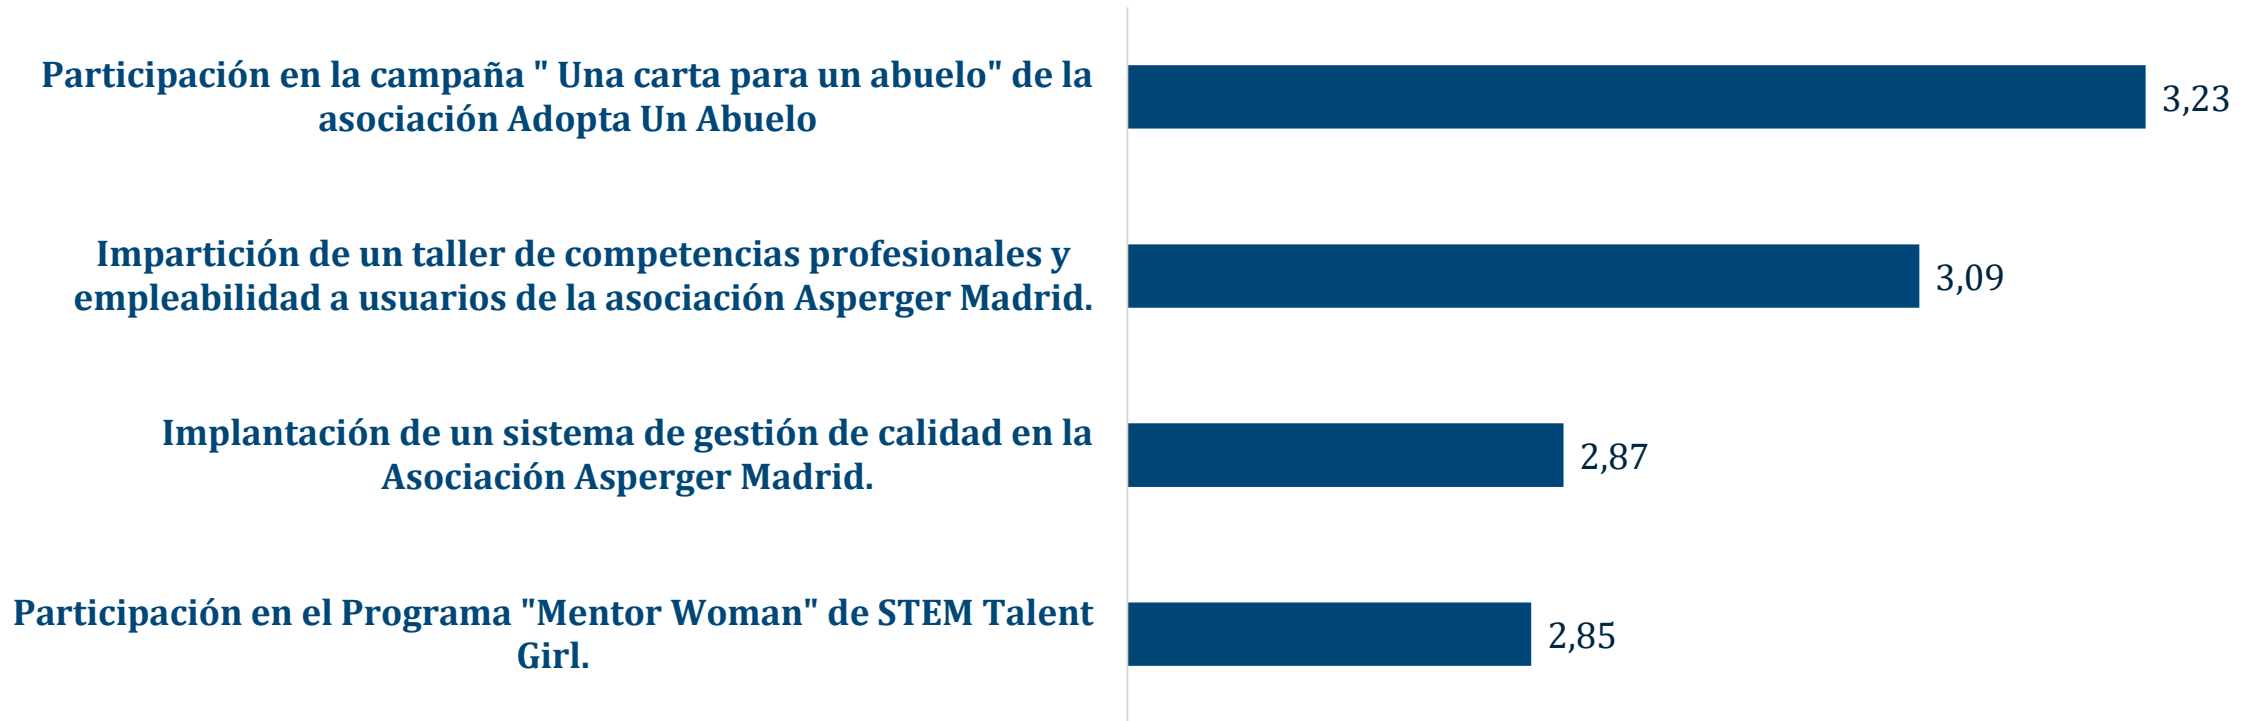 Participación en la campaña " Una carta para un abuelo" de la
asociación Adopta Un Abuelo
3,23
Impartición de un taller de competencias profesionales y
empleabilidad a usuarios de la asociación Asperger Madrid.
3,09
Implantación de un sistema de gestión de calidad en la
Asociación Asperger Madrid.
2,87
Participación en el Programa "Mentor Woman" de STEM Talent
Girl.
2,85